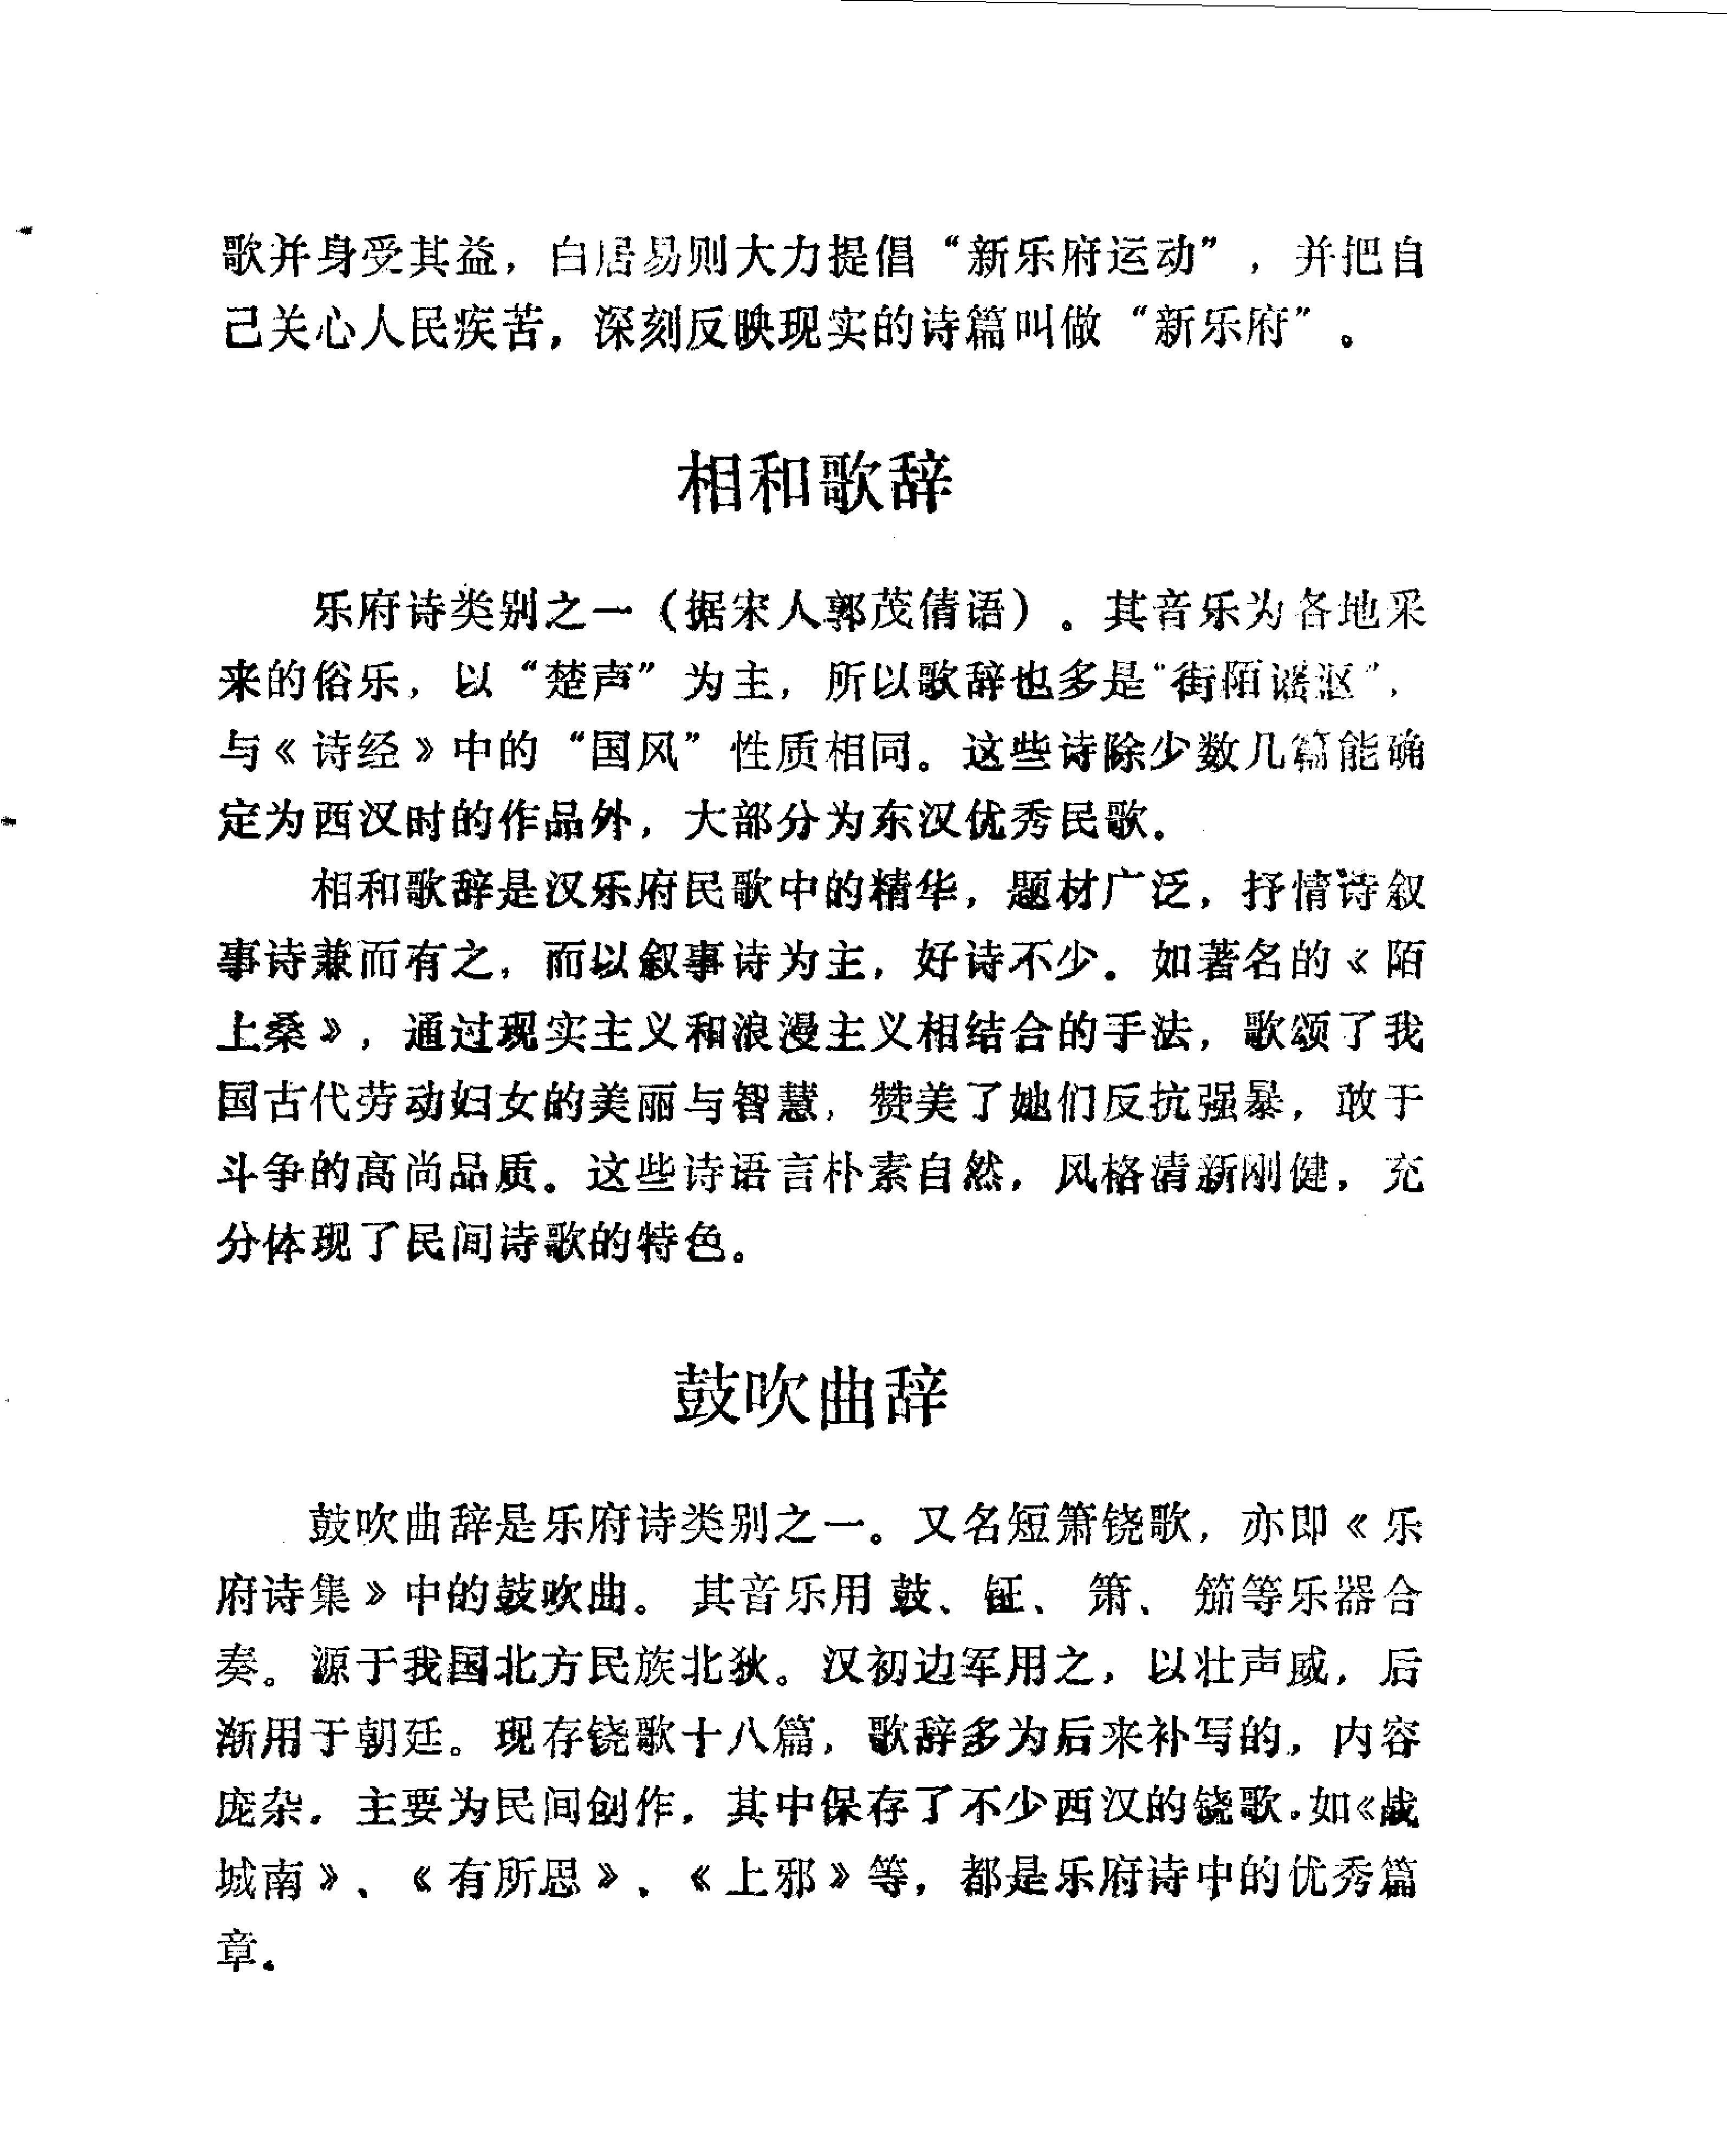 歌并身受其益，白居易则大力提倡“新乐府运动”，并把自
己关心人民疾苦，深刻反映现实的诗篇叫做“新乐府”。
相和歌辞
乐府诗类别之一（据宋人郭茂倩语）。其音乐为各地采
来的俗乐，以“楚声”为主，所以歌辞也多是“街陌谣讴”，
与《诗经》中的“国风”性质相同。这些诗除少数几篇能确
定为西汉时的作品外，大部分为东汉优秀民歌。
相和歌辞是汉乐府民歌中的精华，题材广泛，抒情诗叙
事诗兼而有之，而以叙事诗为主，好诗不少。如著名的《陌
上桑》，通过现实主义和浪漫主义相结合的手法，歌颂了我
国古代劳动妇女的美丽与智慧，赞美了她们反抗强暴，敢于
斗争的高尚品质。这些诗语言朴素自然，风格清新刚健，充
分体现了民间诗歌的特色。
鼓吹曲辞
鼓吹曲辞是乐府诗类别之一。又名短箫铙歌，亦即《乐
府诗集》中的鼓吹曲。其音乐用鼓、钲、箫、笳等乐器合
奏。源于我国北方民族北狄。汉初边军用之，以壮声威，后
渐用于朝廷。现存铙歌十八篇，歌辞多为后来补写的，内容
庞杂。主要为民间创作，其中保存了不少西汉的铙歌。如《战
城南》、《有所思》、《上邪》等，都是乐府诗中的优秀篇
章。